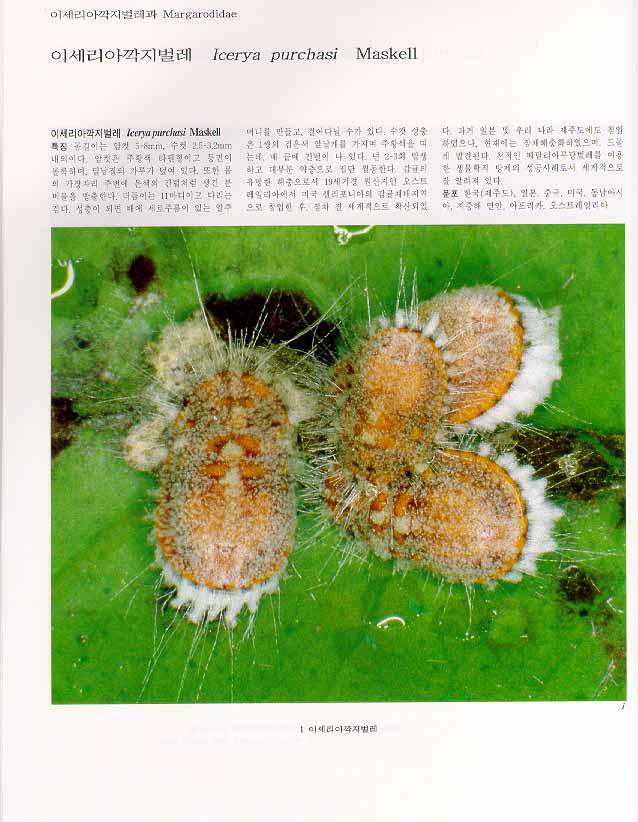 이세리아깍지벌레과 Margarodidae
이세리아깍지벌레 Icerya purchasi Maskell
이세리아깍지벌레 Icerya purchasi Maskell
특징 몸길이는 암컷 5-8mm, 수컷 2.5-3.2mm
내외이다. 암컷은 주황색 타원형이고 등면이
볼록하며, 밀납질의 가루가 덮여 있다. 또한 몸
의 가장자리 주변에 은색의 긴털처럼 생긴 분
비물을 방출한다. 더듬이는 11마디이고 다리는
검다. 성충이 되면 배에 세로주름이 있는 알주
머니를 만들고, 걸어다닐 수가 있다. 수컷 성충
은 1쌍의 검은색 앞날개를 가지며 주황색을 띠
는데, 배 끝에 긴털이 나 있다. 년 2-3회 발생
하고 대부분 약충으로 집단 월동한다. 감귤의
유명한 해충으로서 19세기경 원산지인 오스트
레일리아에서 미국 캘리포니아의 감귤재배지역
으로 침입한 후, 점차 전 세계적으로 확산되었
다. 과거 일본 및 우리 나라 제주도에도 침입
하였으나, 현재에는 잠재해충화하였으며, 드물
게 발견된다. 천적인 베달리아무당벌레를 이용
한 생물학적 방제의 성공사례로서 세계적으로
잘 알려져 있다.
분포 한국(제주도), 일본, 중국, 미국, 동남아시
아, 지중해 연안, 아프리카, 오스트레일리아
i
1 이세리아깍지벌레